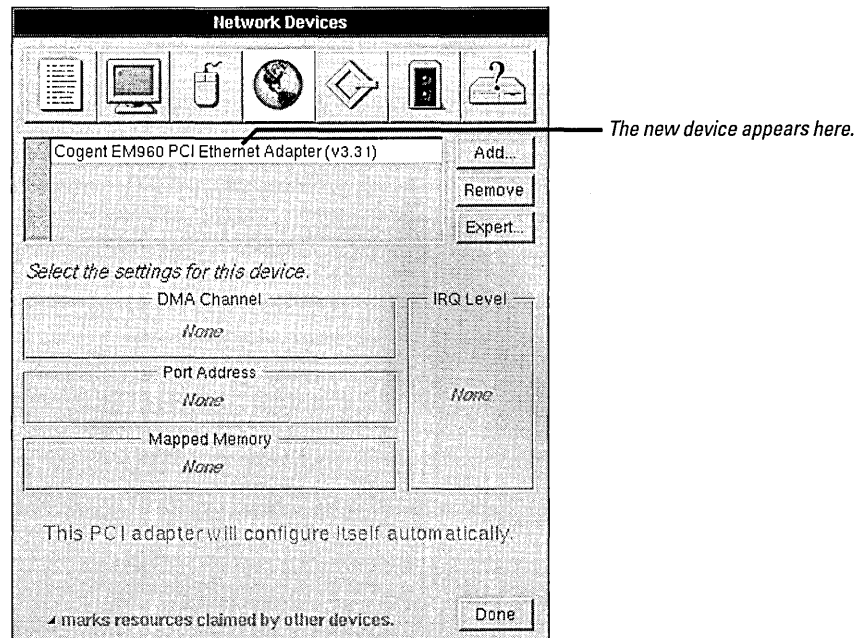 Network Devices
?
The new device appears here.
Cogent EM960 PCI Ethernet Adapter (v3.31)
Add...
Remove
Expert...
Select the settings for this device.
DMA Channel
None
IRQ Level
None
Port Address
None
Mapped Memory
None
This PCI adapter will configure itself automatically.
marks resources claimed by other devices.
Done